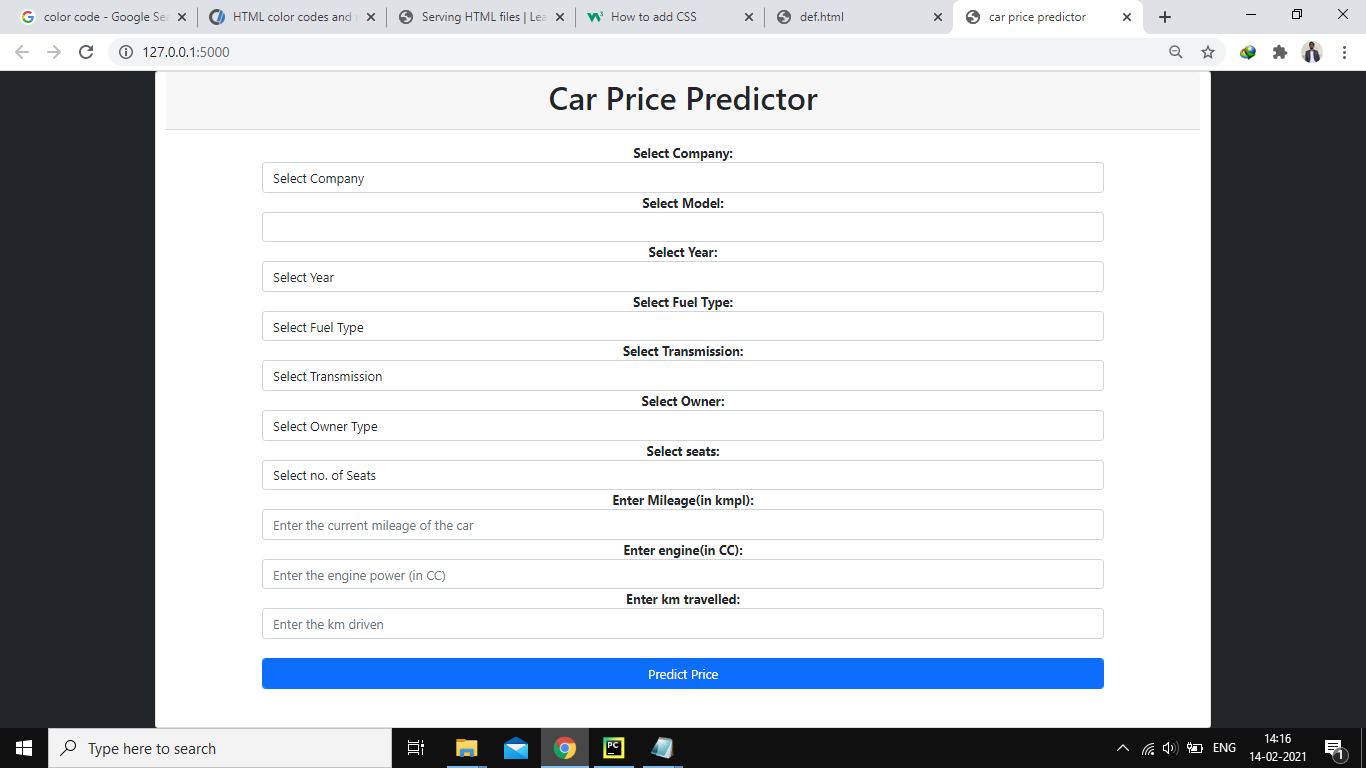 color code - Google Se
HTML color codes and
Serving HTML files | Lea
How to add CSS
def.html
car price predictor
127.0.0.1:5000
Car Price Predictor
Select Company:
Select Company
Select Model:
Select Year:
Select Year
Select Fuel Type:
Select Fuel Type
Select Transmission:
Select Transmission
Select Owner:
Select Owner Type
Select seats:
Select no. of Seats
Enter Mileage(in kmpl):
Enter the current mileage of the car
Enter engine(in CC):
Enter the engine power (in CC)
Enter km travelled:
Enter the km driven
Predict Price
Type here to search
PC
ENG
14:16
14-02-2021
1